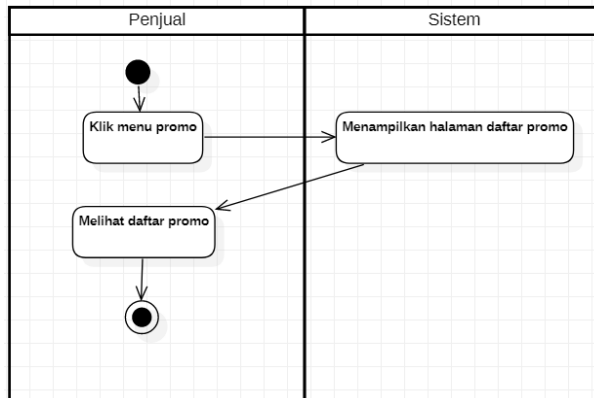 Penjual
Sistem
Klik menu promo
Menampilkan halaman daftar promo
Melihat daftar promo